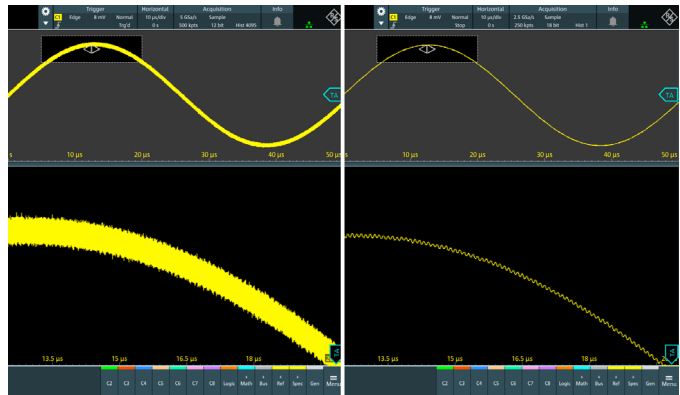 Trigger Horizontal Acquisition Info
C1 Edge 8 mV Normal 10 µs/div 5 GSa/s Sample
Trg'd 0 s 500 kpts 12 bit Hist 4095
TA
10 µs 20 µs 30 µs 40 µs 50 µs
13.5 µs 15 µs 16.5 µs 18 µs
TA
C2 C3 C4 C5 C6 C7 C8 Logic Math Bus Ref Spec Gen Menu
Trigger Horizontal Acquisition Info
C1 Edge 8 mV Normal 10 µs/div 2.5 GSa/s Sample
Stop 0 s 250 kpts 18 bit Hist 1
TA
10 µs 20 µs 30 µs 40 µs 50 µs
13.5 µs 15 µs 16.5 µs 18 µs
TA
C2 C3 C4 C5 C6 C7 C8 Logic Math Bus Ref Spec Gen Menu